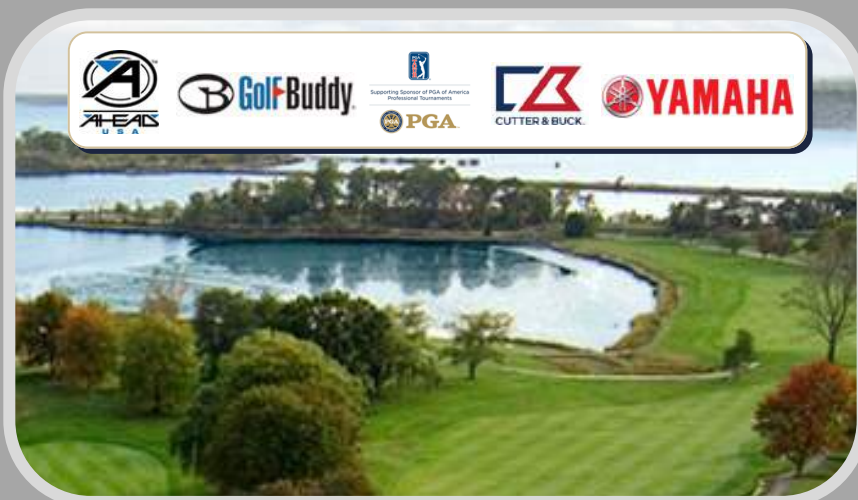 AHEAD
USA
GolfBuddy
Supporting Sponsor of PGA of America
Professional Tournaments
PGA
CUTTER & BUCK
YAMAHA